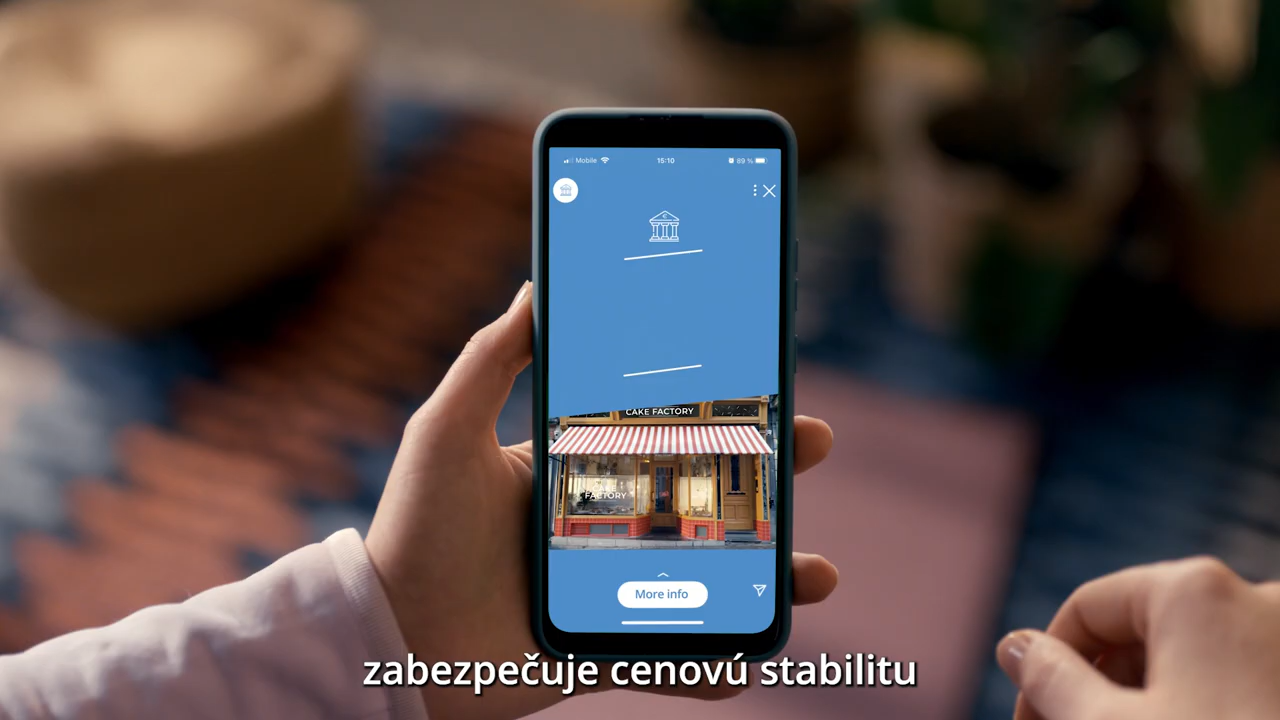 Mobile
15:10
89 %
CAKE FACTORY
CAKE
FACTORY
More info
zabezpečuje cenovú stabilitu